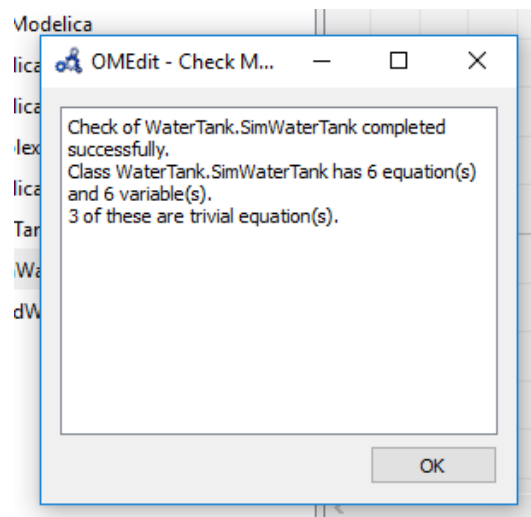 Modelica
lica
OMEdit - Check M...
lica
lex
lica
Tar
Wa
dW
Check of WaterTank.SimWaterTank completed
successfully.
Class WaterTank.SimWaterTank has 6 equation(s)
and 6 variable(s).
3 of these are trivial equation(s).
OK